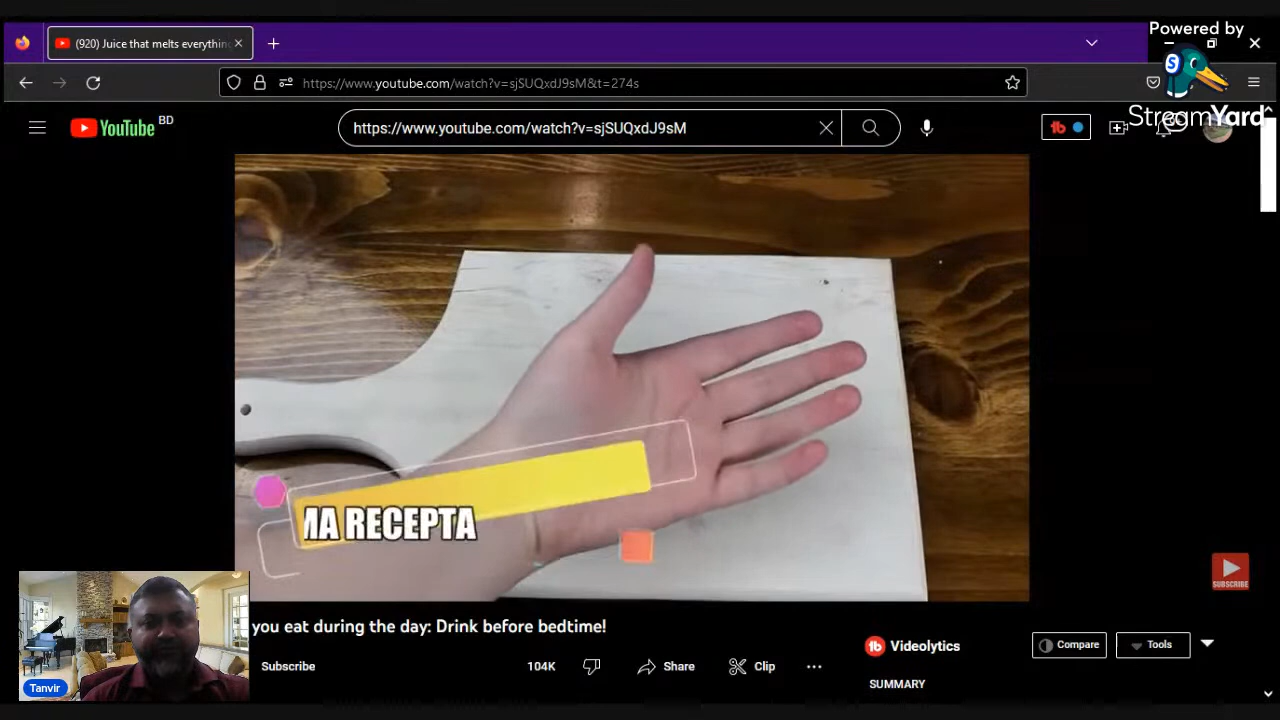 Powered by
StreamYard
(920) Juice that melts everythin
https://www.youtube.com/watch?v=sjSUQxdJ9sM&t=274s
YouTube BD
https://www.youtube.com/watch?v=sjSUQxdJ9sM
MA RECEPTA
SUBSCRIBE
you eat during the day: Drink before bedtime!
Subscribe
104K
Share
Clip
Videolytics
Compare
Tools
SUMMARY
Tanvir